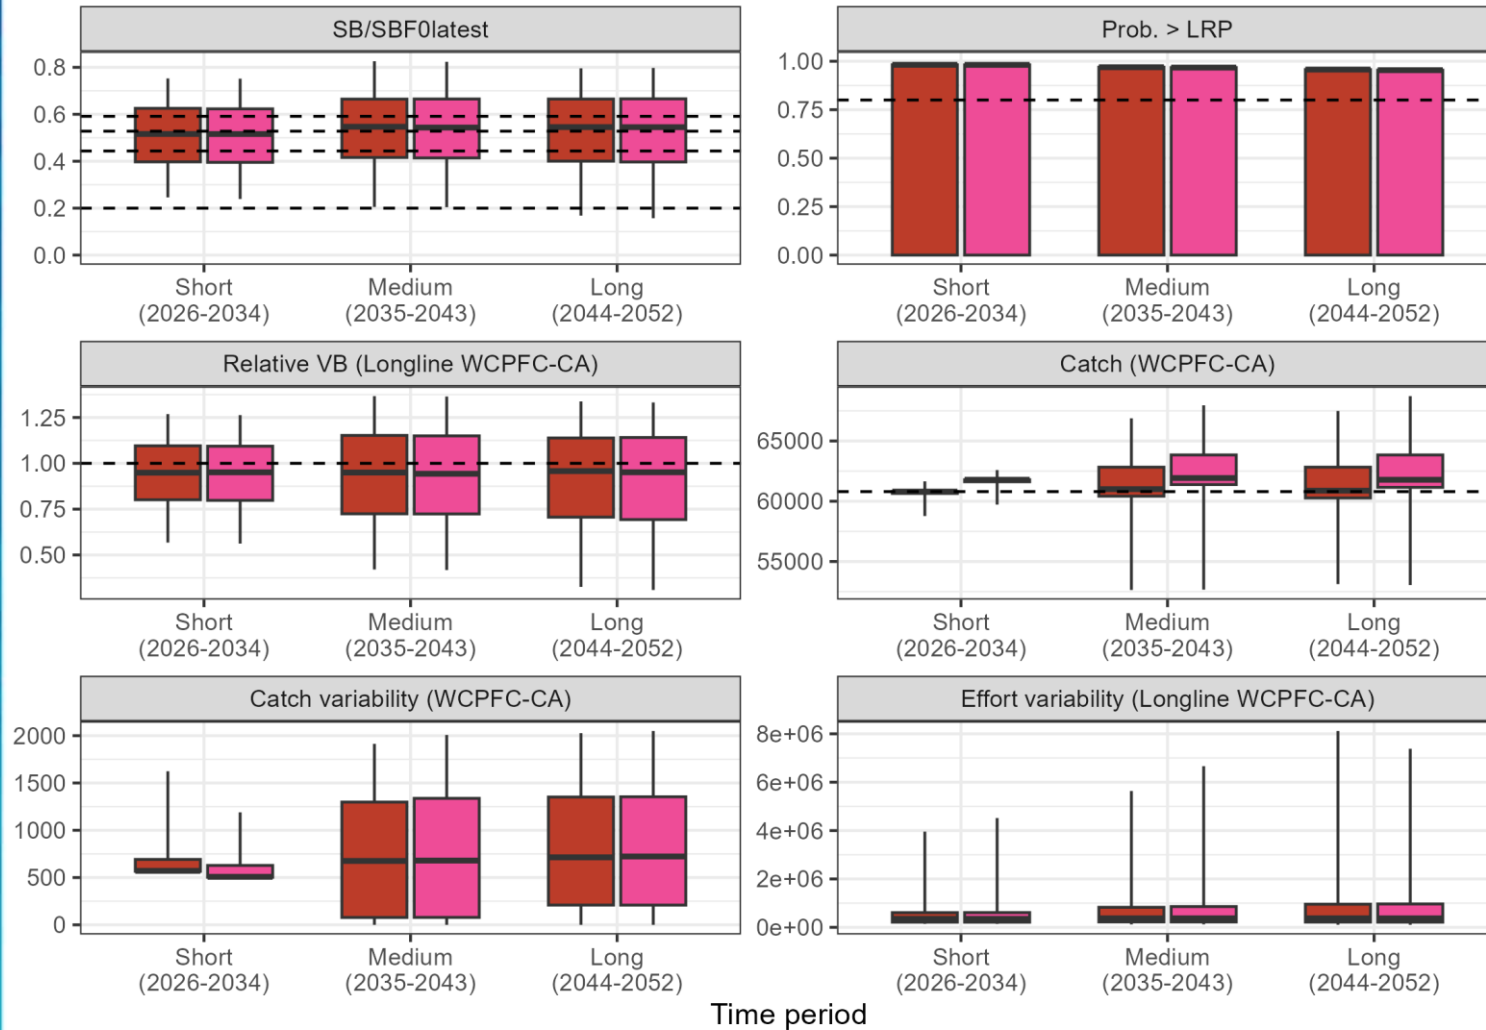 SB/SBF0latest
0.8
0.6
0.4
0.2
0.0
Short
(2026-2034)
Medium
(2035-2043)
Long
(2044-2052)
Prob. > LRP
1.00
0.75
0.50
0.25
0.00
Short
(2026-2034)
Medium
(2035-2043)
Long
(2044-2052)
Relative VB (Longline WCPFC-CA)
1.25
1.00
0.75
0.50
Short
(2026-2034)
Medium
(2035-2043)
Long
(2044-2052)
Catch (WCPFC-CA)
65000
60000
55000
Short
(2026-2034)
Medium
(2035-2043)
Long
(2044-2052)
Catch variability (WCPFC-CA)
2000
1500
1000
500
0
Short
(2026-2034)
Medium
(2035-2043)
Long
(2044-2052)
Effort variability (Longline WCPFC-CA)
8e+06
6e+06
4e+06
2e+06
0e+00
Short
(2026-2034)
Medium
(2035-2043)
Long
(2044-2052)
Time period